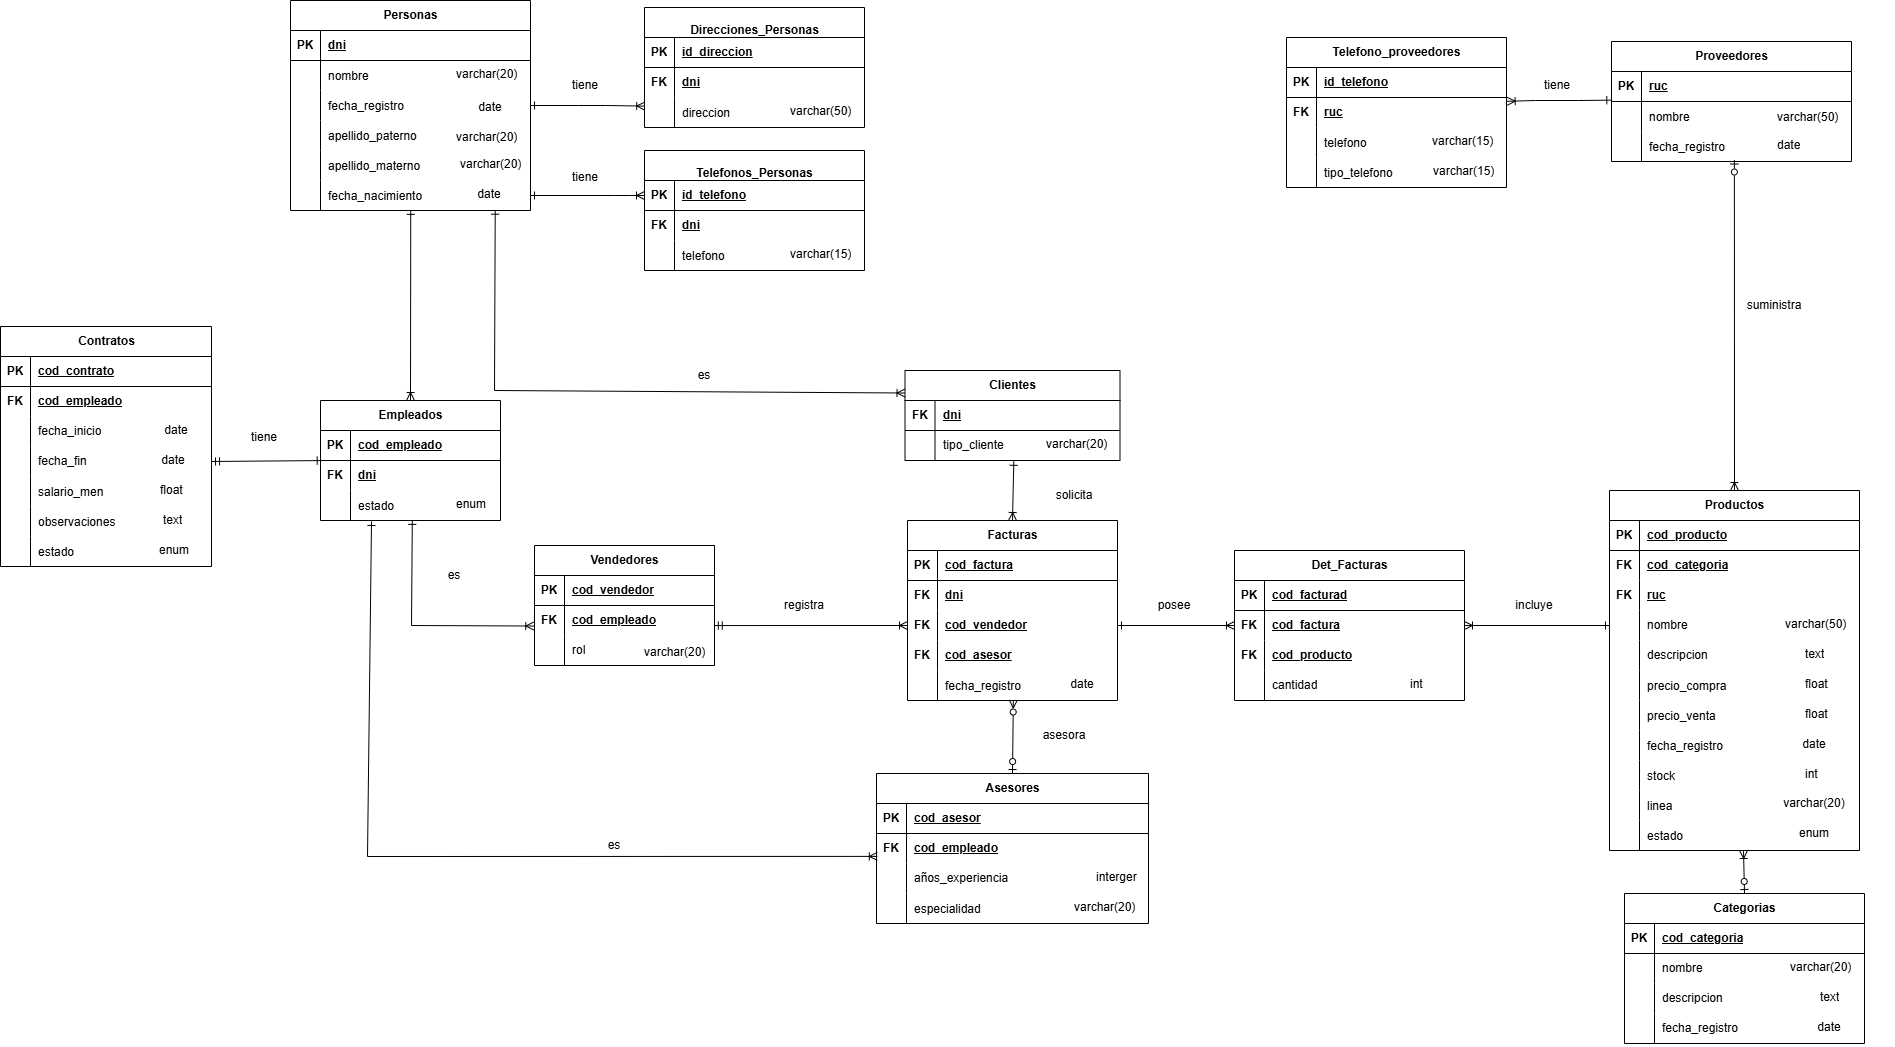 Personas
PK dni
nombre varchar(20)
fecha_registro date
apellido_paterno varchar(20)
apellido_materno varchar(20)
fecha_nacimiento date
tiene
Direcciones_Personas
PK id_direccion
FK dni
direccion varchar(50)
tiene
Telefonos_Personas
PK id_telefono
FK dni
telefono varchar(15)
Telefono_proveedores
PK id_telefono
FK ruc
telefono varchar(15)
tipo_telefono varchar(15)
tiene
Proveedores
PK ruc
nombre varchar(50)
fecha_registro date
suministra
Contratos
PK cod_contrato
FK cod_empleado
fecha_inicio date
fecha_fin date
salario_men float
observaciones text
estado enum
tiene
Empleados
PK cod_empleado
FK dni
estado enum
es
Clientes
FK dni
tipo_cliente varchar(20)
solicita
es
Vendedores
PK cod_vendedor
FK cod_empleado
rol varchar(20)
registra
Facturas
PK cod_factura
FK dni
FK cod_vendedor
FK cod_asesor
fecha_registro date
posee
Det_Facturas
PK cod_facturad
FK cod_factura
FK cod_producto
cantidad int
incluye
Productos
PK cod_producto
FK cod_categoria
FK ruc
nombre varchar(50)
descripcion text
precio_compra float
precio_venta float
fecha_registro date
stock int
linea varchar(20)
estado enum
asesora
es
Asesores
PK cod_asesor
FK cod_empleado
años_experiencia interger
especialidad varchar(20)
Categorias
PK cod_categoria
nombre varchar(20)
descripcion text
fecha_registro date